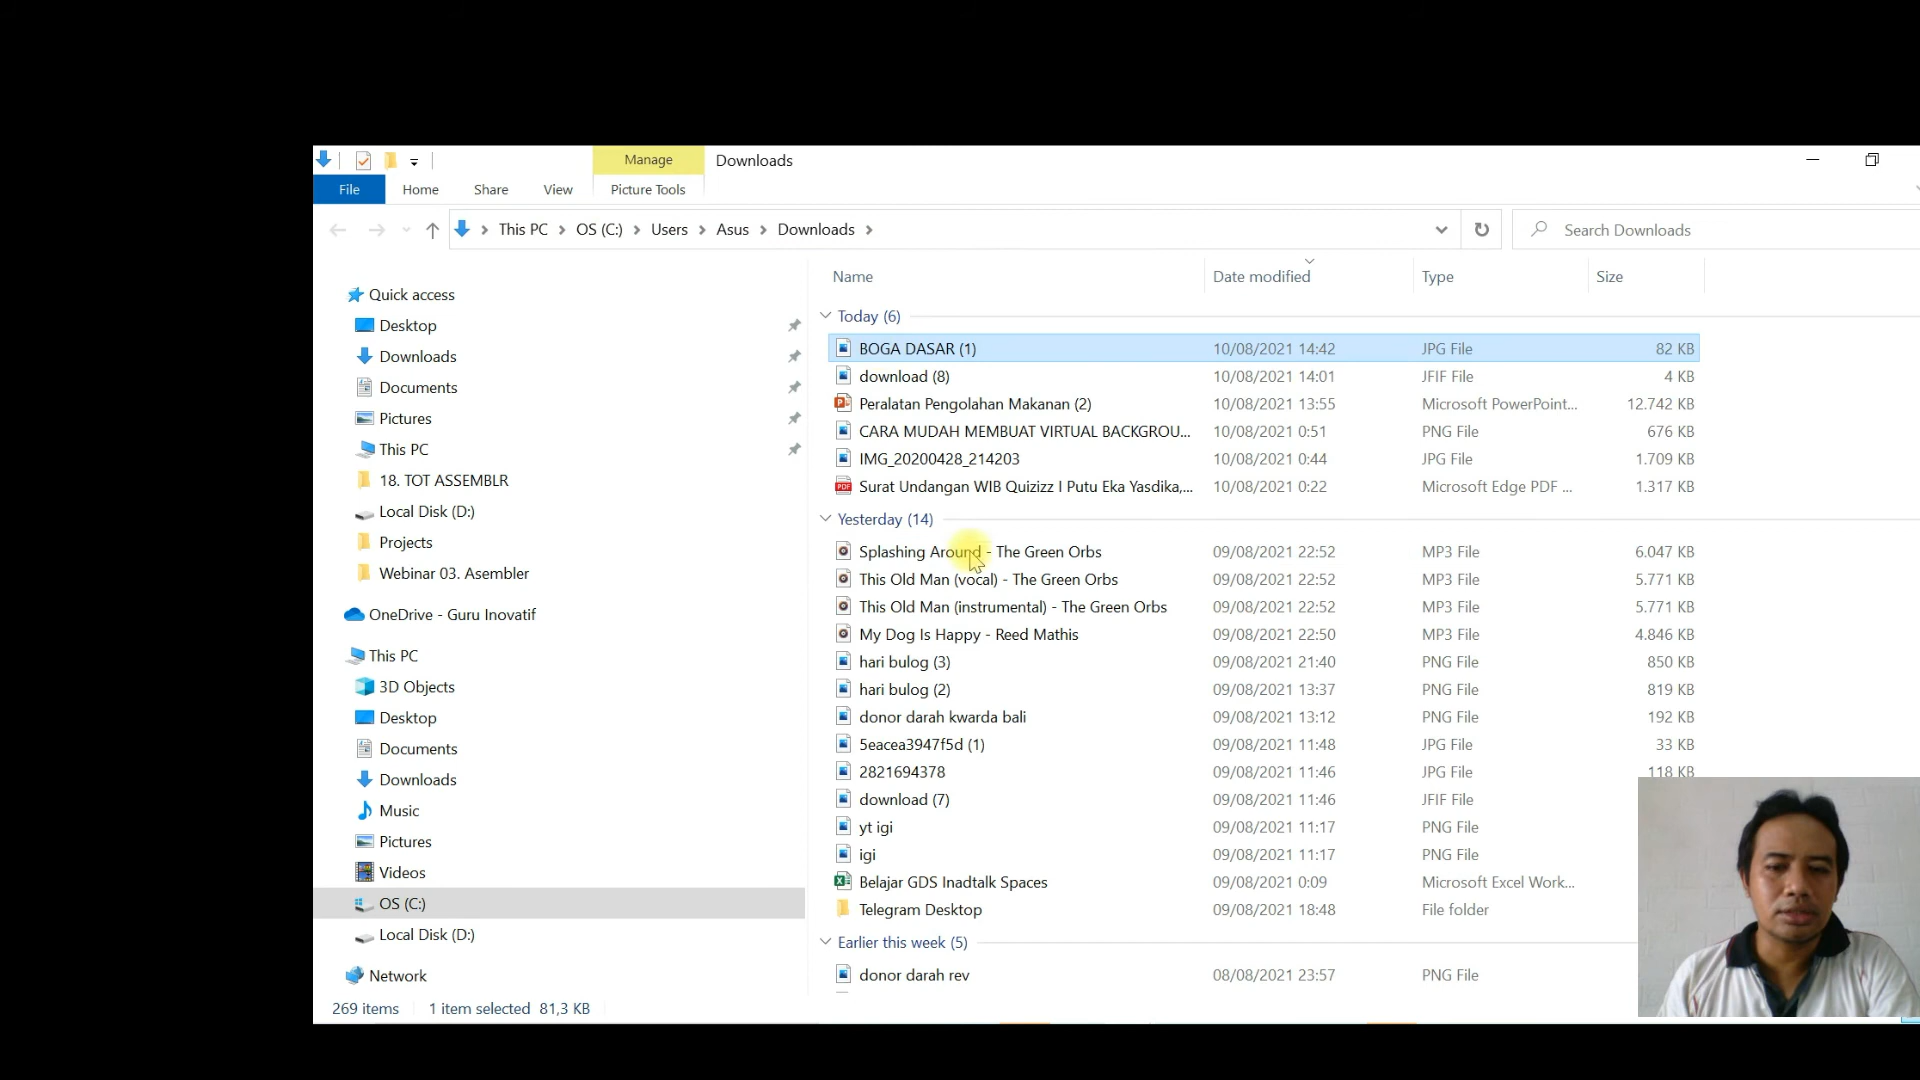 Manage Downloads
File Home Share View Picture Tools
This PC OS (C:) Users Asus Downloads Search Downloads
Name Date modified Type Size
Quick access
Desktop
Downloads
Documents
Pictures
This PC
18. TOT ASSEMBLR
Local Disk (D:)
Projects
Webinar 03. Asembler
OneDrive - Guru Inovatif
This PC
3D Objects
Desktop
Documents
Downloads
Music
Pictures
Videos
OS (C:)
Local Disk (D:)
Network
Today (6)
BOGA DASAR (1) 10/08/2021 14:42 JPG File 82 KB
download (8) 10/08/2021 14:01 JFIF File 4 KB
Peralatan Pengolahan Makanan (2) 10/08/2021 13:55 Microsoft PowerPoint... 12.742 KB
CARA MUDAH MEMBUAT VIRTUAL BACKGROU... 10/08/2021 0:51 PNG File 676 KB
IMG_20200428_214203 10/08/2021 0:44 JPG File 1.709 KB
Surat Undangan WIB Quizizz I Putu Eka Yasdika,... 10/08/2021 0:22 Microsoft Edge PDF ... 1.317 KB
Yesterday (14)
Splashing Around - The Green Orbs 09/08/2021 22:52 MP3 File 6.047 KB
This Old Man (vocal) - The Green Orbs 09/08/2021 22:52 MP3 File 5.771 KB
This Old Man (instrumental) - The Green Orbs 09/08/2021 22:52 MP3 File 5.771 KB
My Dog Is Happy - Reed Mathis 09/08/2021 22:50 MP3 File 4.846 KB
hari bulog (3) 09/08/2021 21:40 PNG File 850 KB
hari bulog (2) 09/08/2021 13:37 PNG File 819 KB
donor darah kwarda bali 09/08/2021 13:12 PNG File 192 KB
5eacea3947f5d (1) 09/08/2021 11:48 JPG File 33 KB
2821694378 09/08/2021 11:46 JPG File 118 KB
download (7) 09/08/2021 11:46 JFIF File
yt igi 09/08/2021 11:17 PNG File
igi 09/08/2021 11:17 PNG File
Belajar GDS Inadtalk Spaces 09/08/2021 0:09 Microsoft Excel Work...
Telegram Desktop 09/08/2021 18:48 File folder
Earlier this week (5)
donor darah rev 08/08/2021 23:57 PNG File
269 items 1 item selected 81,3 KB